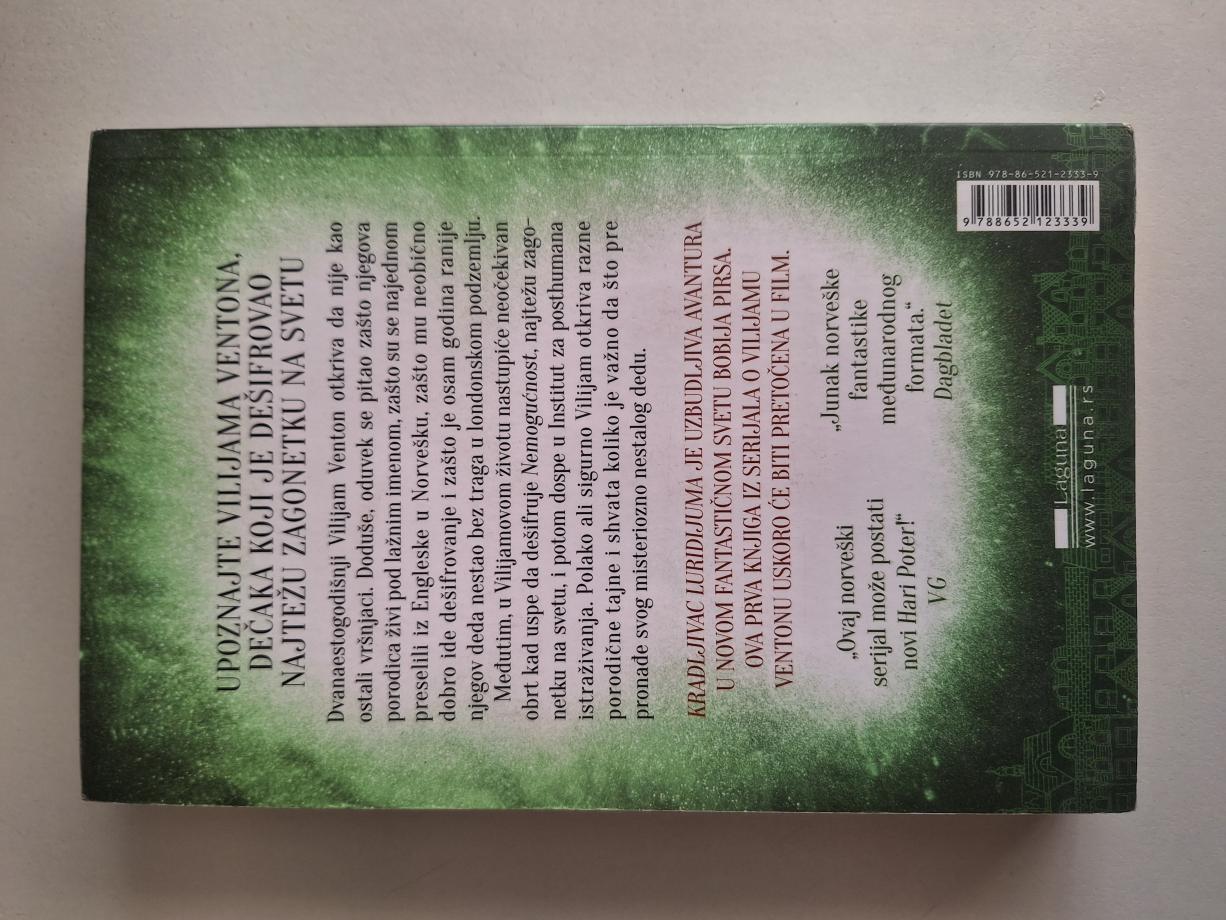 UPOZNAJTE VILIJAMA VENTONA,
DEČAKA KOJI JE DEŠIFROVAO
NAJTEŽU ZAGONETKU NA SVETU
Dvanaestogodišnji Vilijam Venton otkriva da nije kao
ostali vršnjaci. Doduše, oduvek se pitao zašto njegova
porodica živi pod lažnim imenom, zašto su se najednom
preselili iz Engleske u Norvešku, zašto mu neobično
dobro ide dešifrovanje i zašto je osam godina ranije
njegov deda nestao bez traga u londonskom podzemlju.
Međutim, u Vilijamovom životu nastupiće neočekivan
obrt kad uspe da dešifruje Nemogućnost, najtežu zago-
netku na svetu, i potom dospe u Institut za posthumana
istraživanja. Polako ali sigurno Vilijam otkriva razne
porodične tajne i shvata koliko je važno da što pre
pronađe svog misteriozno nestalog dedu.
KRADLJIVAC LURIDIJUMA JE UZBUDLJIVA AVANTURA
U NOVOM FANTASTIČNOM SVETU BOBIJA PIRSA.
OVA PRVA KNJIGA IZ SERIJALA O VILIJAMU
VENTONU USKORO ĆE BITI PRETOČENA U FILM.
„Ovaj norveški
serijal može postati
novi Hari Poter!“
VG
„Junak norveške
fantastike
međunarodnog
formata.“
Dagbladet
Laguna
www.laguna.rs
ISBN 978-86-521-2333-9
9 788652 123339